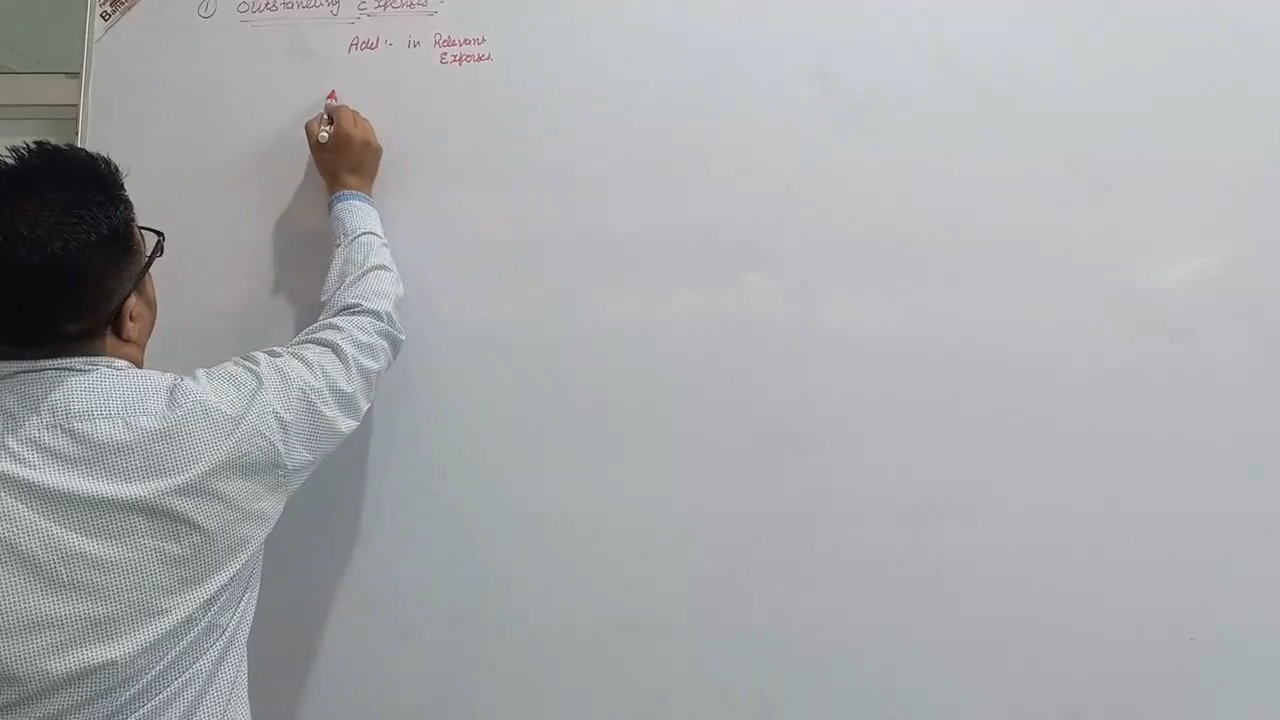 ① Outstanding Expenses:-
Add:- in Relevant
Expenses.